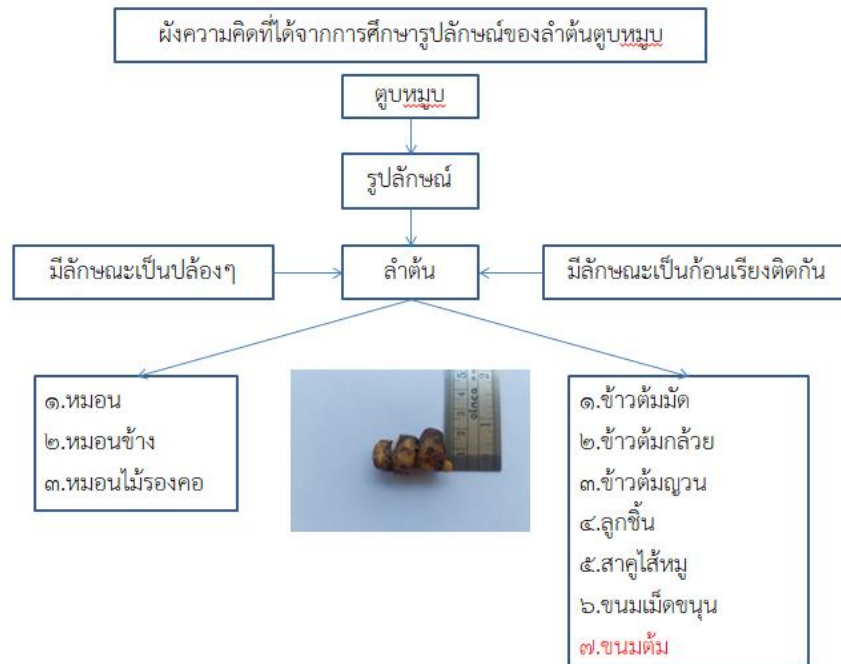 ผังความคิดที่ได้จากการศึกษารูปลักษณ์ของลำต้นตูบหมูบ
ตูบหมูบ
รูปลักษณ์
มีลักษณะเป็นปล้องๆ
ลำต้น
มีลักษณะเป็นก้อนเรียงติดกัน
๑.หมอน
๒.หมอนข้าง
๓.หมอนไม้รองคอ
๑.ข้าวต้มมัด
๒.ข้าวต้มกล้วย
๓.ข้าวต้มญวน
๔.ลูกชิ้น
๕.สาคูไส้หมู
๖.ขนมเม็ดขนุน
๗.ขนมต้ม